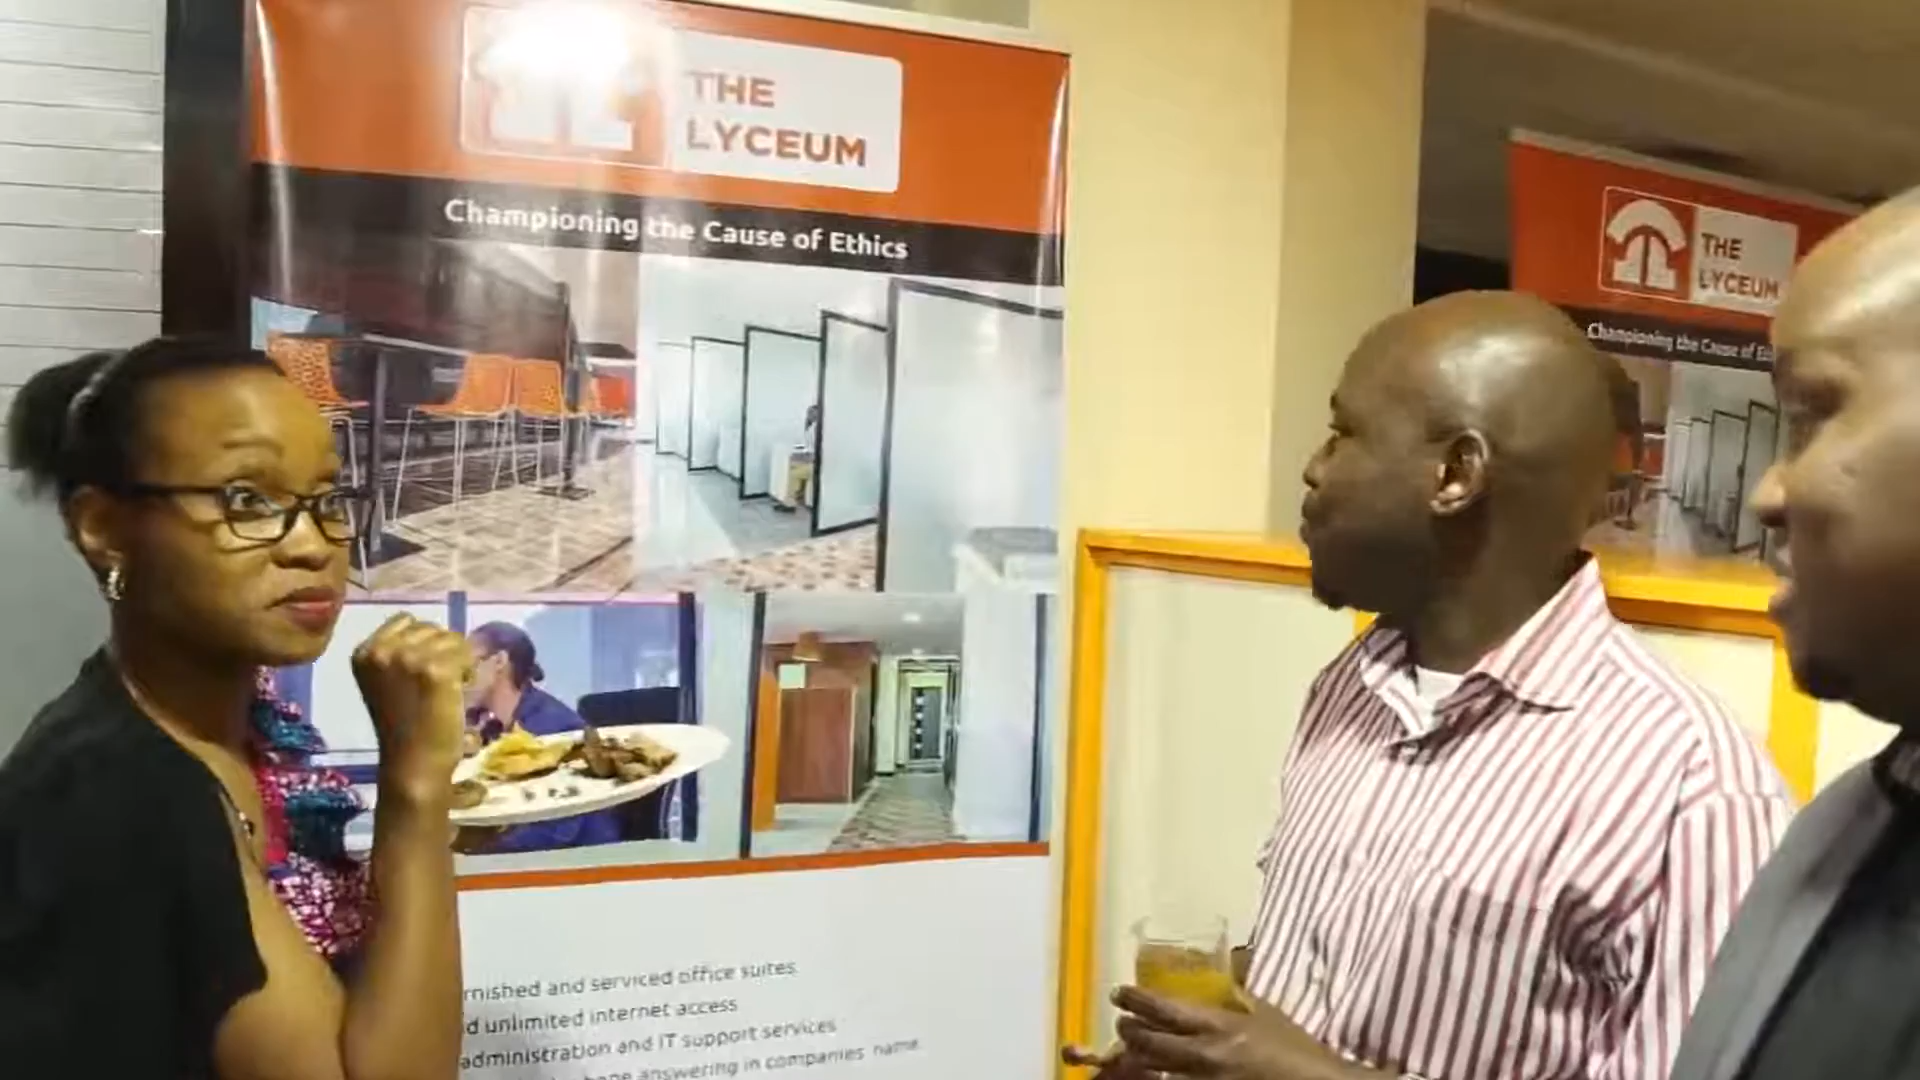 THE
LYCEUM
Championing the Cause of Ethics
rnished and serviced office suites
d unlimited internet access
administration and IT support services
answering in companies name
THE
LYCEUM
Championing the Cause of